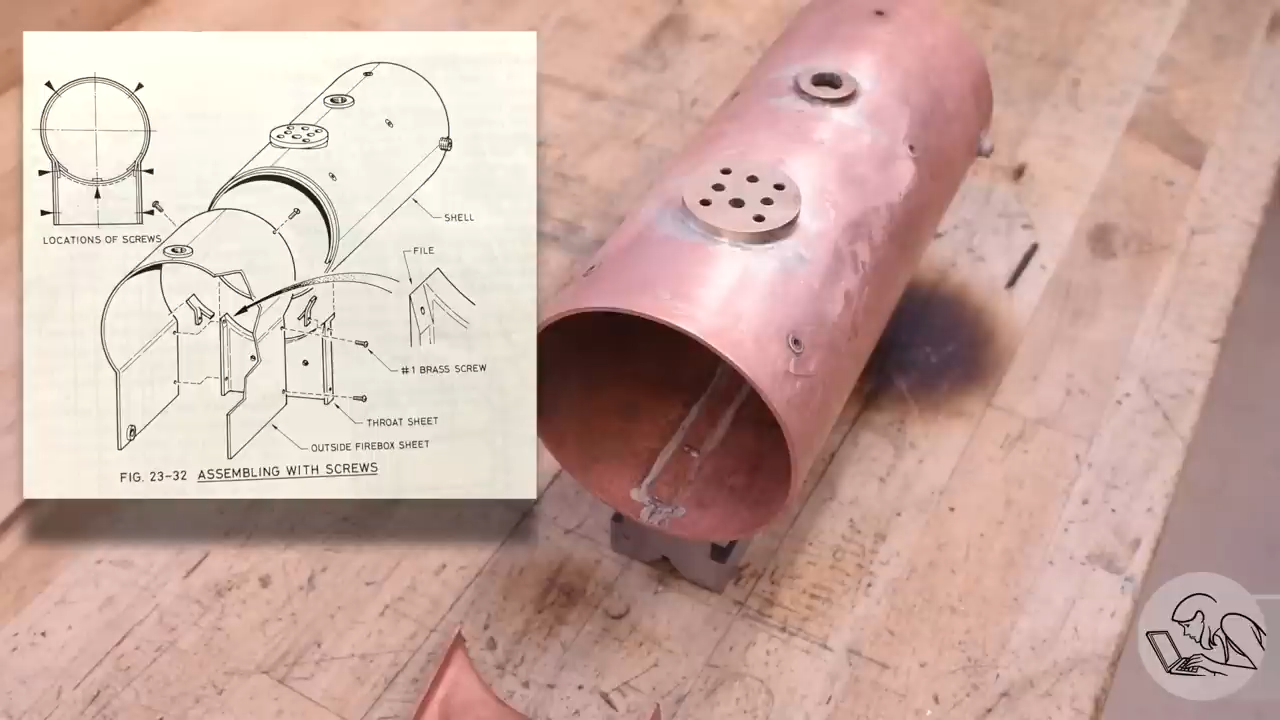 LOCATIONS OF SCREWS
SHELL
FILE
#1 BRASS SCREW
THROAT SHEET
OUTSIDE FIREBOX SHEET
FIG. 23-32 ASSEMBLING WITH SCREWS